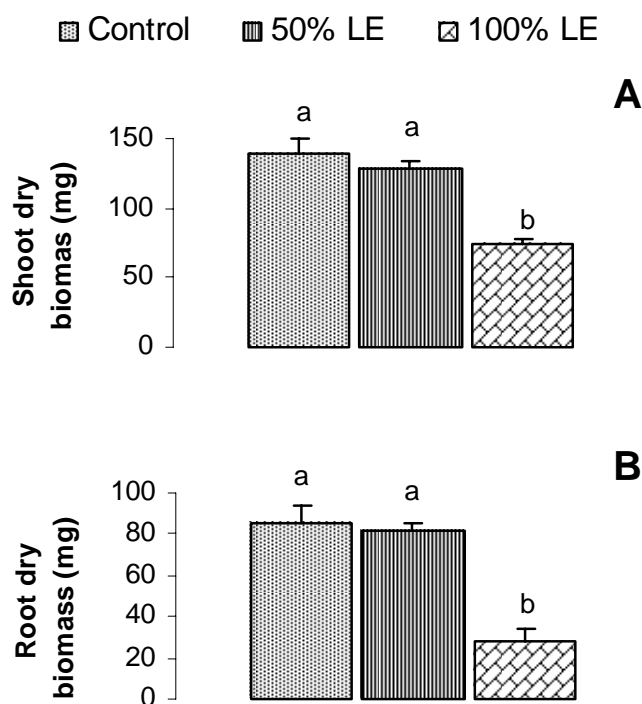 Control 50% LE 100% LE
A
a a
b
150
100
50
0
Shoot dry
biomas (mg)
B
a a
b
100
80
60
40
20
0
Root dry
biomass (mg)